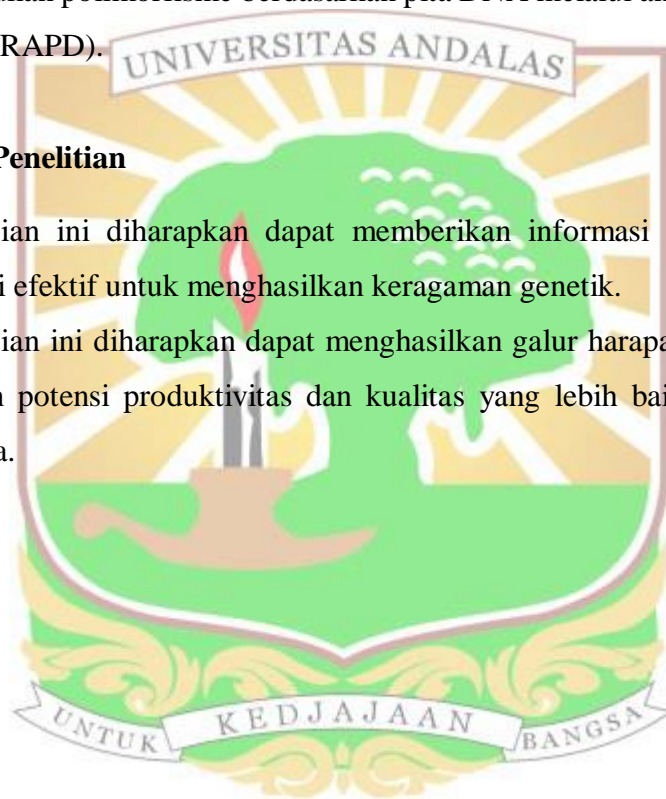 polimorfisme berdasarkan pita DNA melalui
RAPD).
UNIVERSITAS ANDALAS
Penelitian
ian ini diharapkan dapat memberikan informasi
i efektif untuk menghasilkan keragaman genetik.
ian ini diharapkan dapat menghasilkan galur harapa
potensi produktivitas dan kualitas yang lebih bai
a.
UNTUK KEDJAJAAN BANGSA